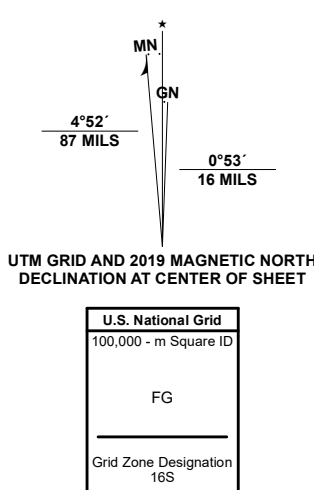 ★
MN
GN
4°52´
87 MILS
0°53´
16 MILS
UTM GRID AND 2019 MAGNETIC NORTH
DECLINATION AT CENTER OF SHEET
U.S. National Grid
100,000 - m Square ID
FG
Grid Zone Designation
16S